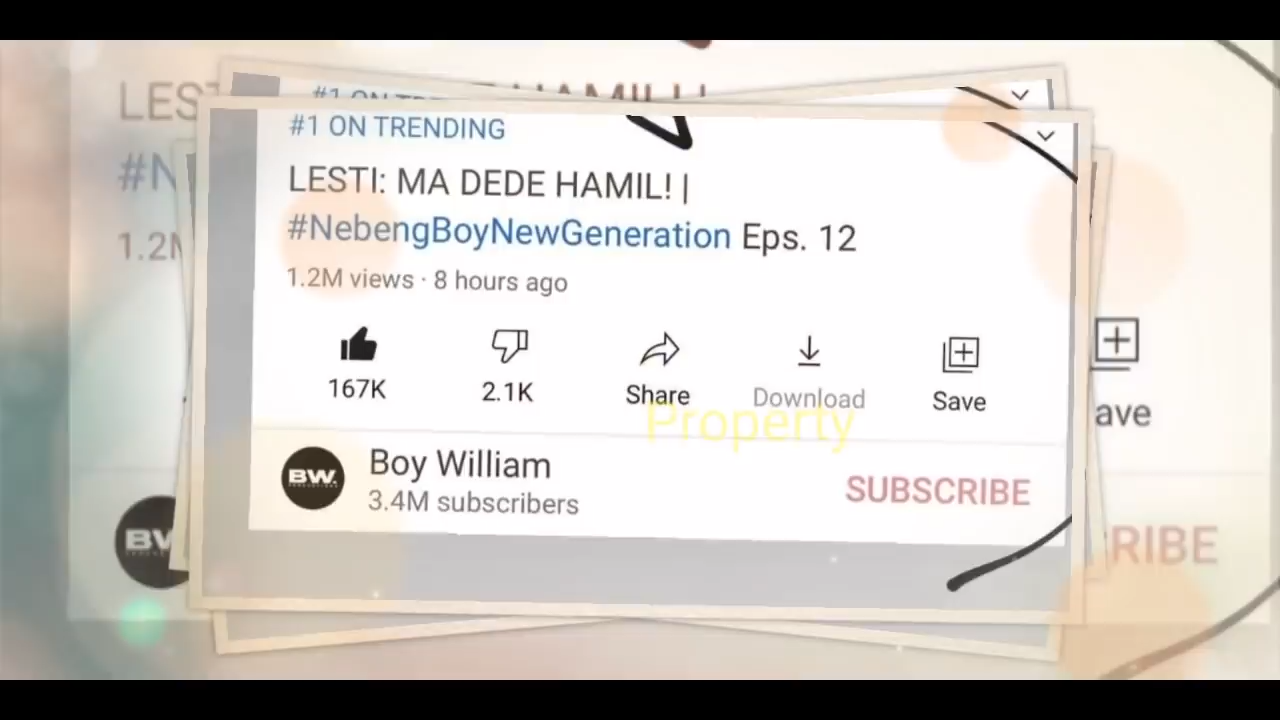 #1 ON TRENDING
LESTI: MA DEDE HAMIL! |
#NebengBoyNewGeneration Eps. 12
1.2M views · 8 hours ago
167K
2.1K
Share
Download
Save
Property
BW.
Boy William
3.4M subscribers
SUBSCRIBE